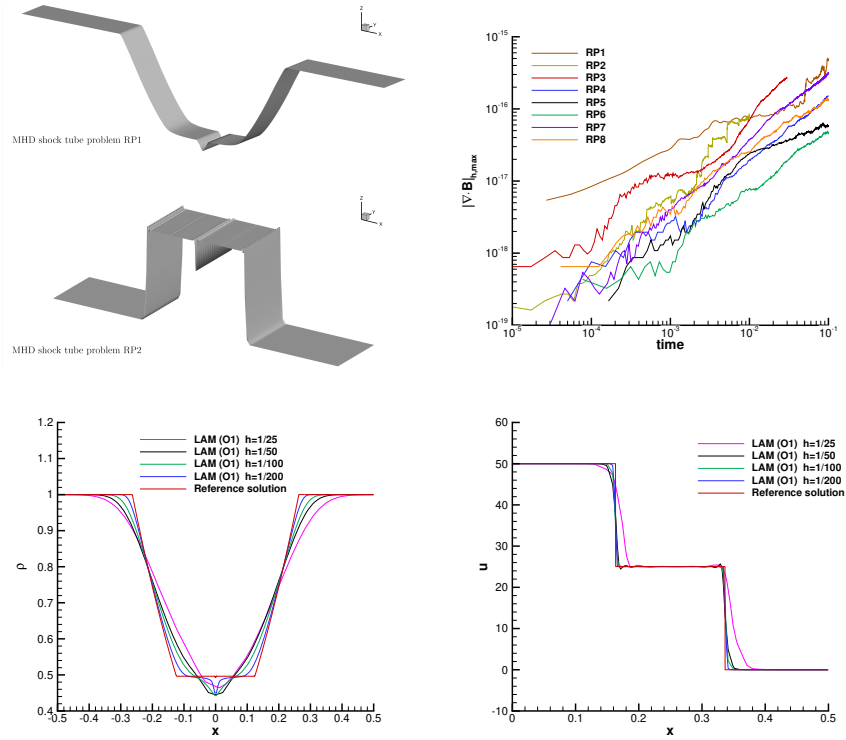 Z
Y
X
MHD shock tube problem RP1
Z
Y
X
MHD shock tube problem RP2
10^-15
10^-16
10^-17
10^-18
10^-19
|∇·B|h,max
RP1
RP2
RP3
RP4
RP5
RP6
RP7
RP8
10^-5 10^-4 10^-3 10^-2 10^-1
time
1.2
1.1
1
0.9
0.8
0.7
0.6
0.5
0.4
ρ
LAM (O1) h=1/25
LAM (O1) h=1/50
LAM (O1) h=1/100
LAM (O1) h=1/200
Reference solution
-0.5 -0.4 -0.3 -0.2 -0.1 0 0.1 0.2 0.3 0.4 0.5
x
60
50
40
30
20
10
0
-10
u
LAM (O1) h=1/25
LAM (O1) h=1/50
LAM (O1) h=1/100
LAM (O1) h=1/200
Reference solution
0 0.1 0.2 0.3 0.4 0.5
x